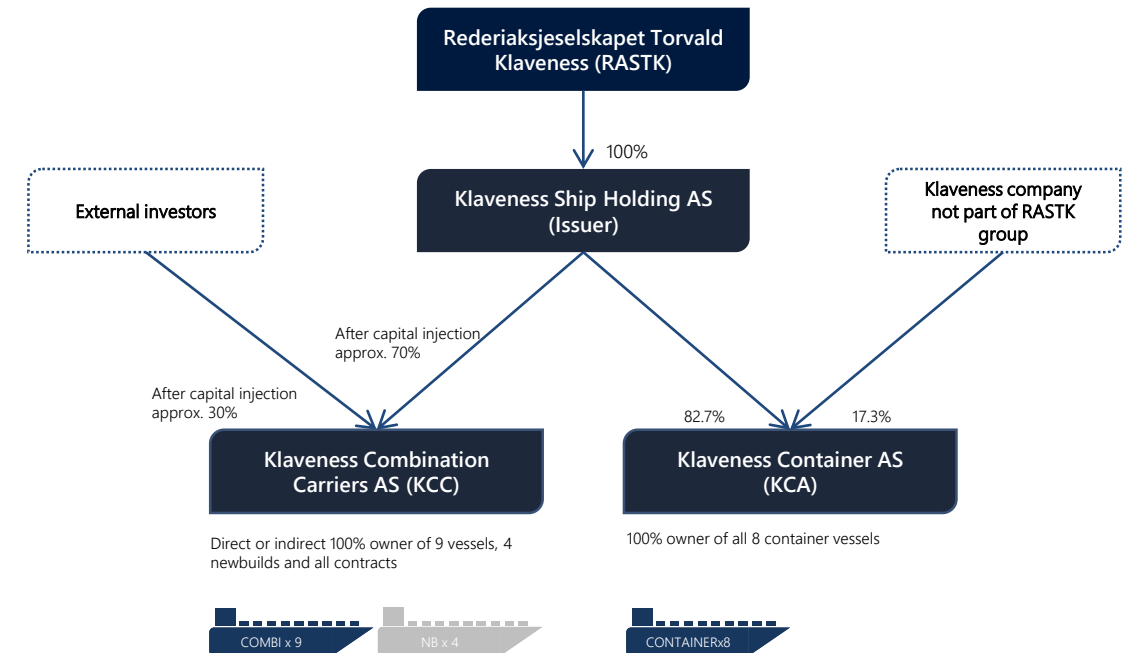 Rederiaksjeselskapet Torvald
Klaveness (RASTK)
100%
External investors
Klaveness Ship Holding AS
(Issuer)
Klaveness company
not part of RASTK
group
After capital injection
approx. 70%
After capital injection
approx. 30%
82.7%
17.3%
Klaveness Combination
Carriers AS (KCC)
Klaveness Container AS
(KCA)
Direct or indirect 100% owner of 9 vessels, 4
newbuilds and all contracts
100% owner of all 8 container vessels
COMBI x 9
NB x 4
CONTAINERx8